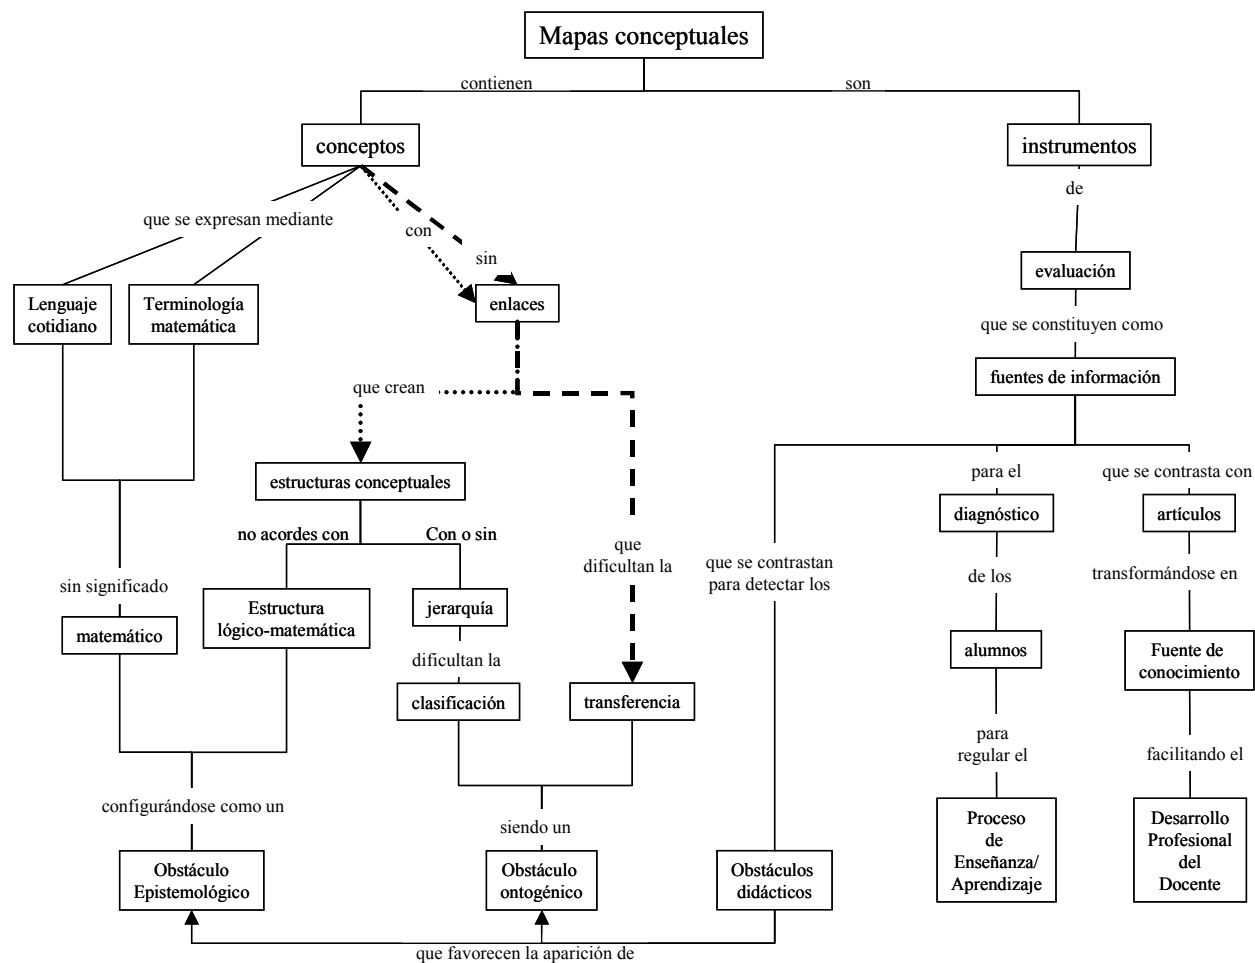 Mapas conceptuales
contienen
son
conceptos
instrumentos
que se expresan mediante
con
sin
de
Lenguaje
cotidiano
Terminología
matemática
enlaces
evaluación
que se constituyen como
que crean
fuentes de información
estructuras conceptuales
para el
que se contrasta con
diagnóstico
artículos
no acordes con
Con o sin
que
dificultan la
que se contrastan
para detectar los
de los
transformándose en
sin significado
Estructura
lógico-matemática
jerarquía
matemático
alumnos
Fuente de
conocimiento
dificultan la
clasificación
transferencia
para
regular el
facilitando el
configurándose como un
siendo un
Proceso
de
Enseñanza/
Aprendizaje
Desarrollo
Profesional
del
Docente
Obstáculo
Epistemológico
Obstáculo
ontogénico
Obstáculos
didácticos
que favorecen la aparición de